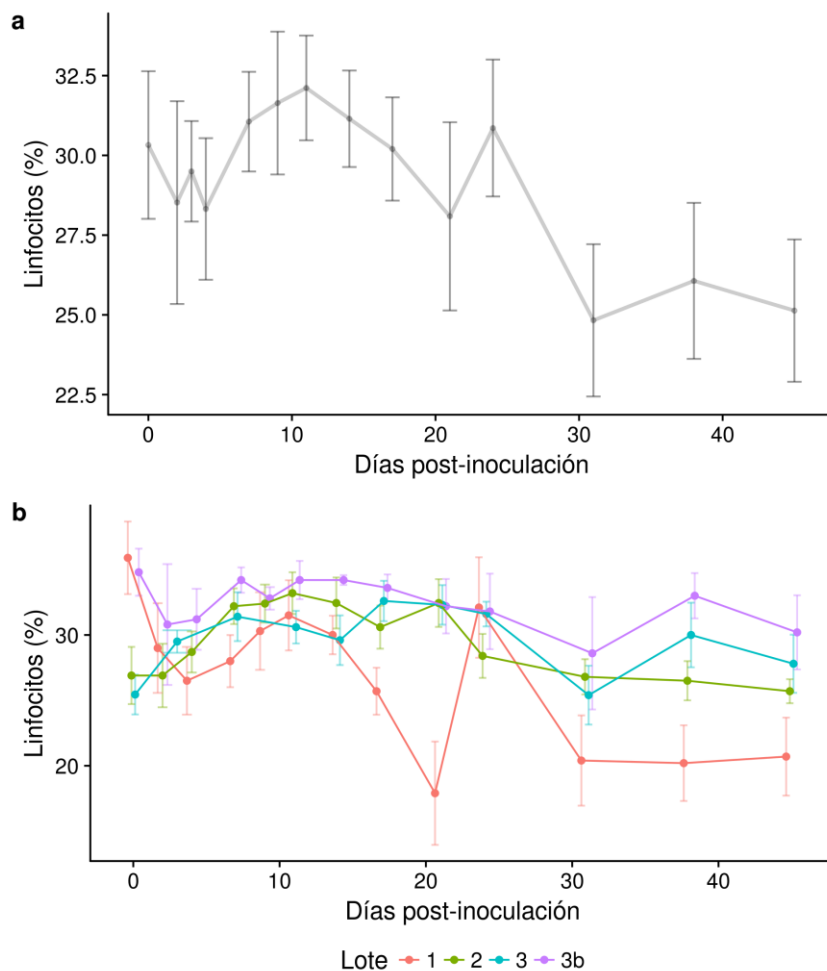 a
32.5
30.0
27.5
25.0
22.5
Linfocitos (%)
0 10 20 30 40
Días post-inoculación
b
30
20
Linfocitos (%)
0 10 20 30 40
Días post-inoculación
Lote 1 2 3 3b